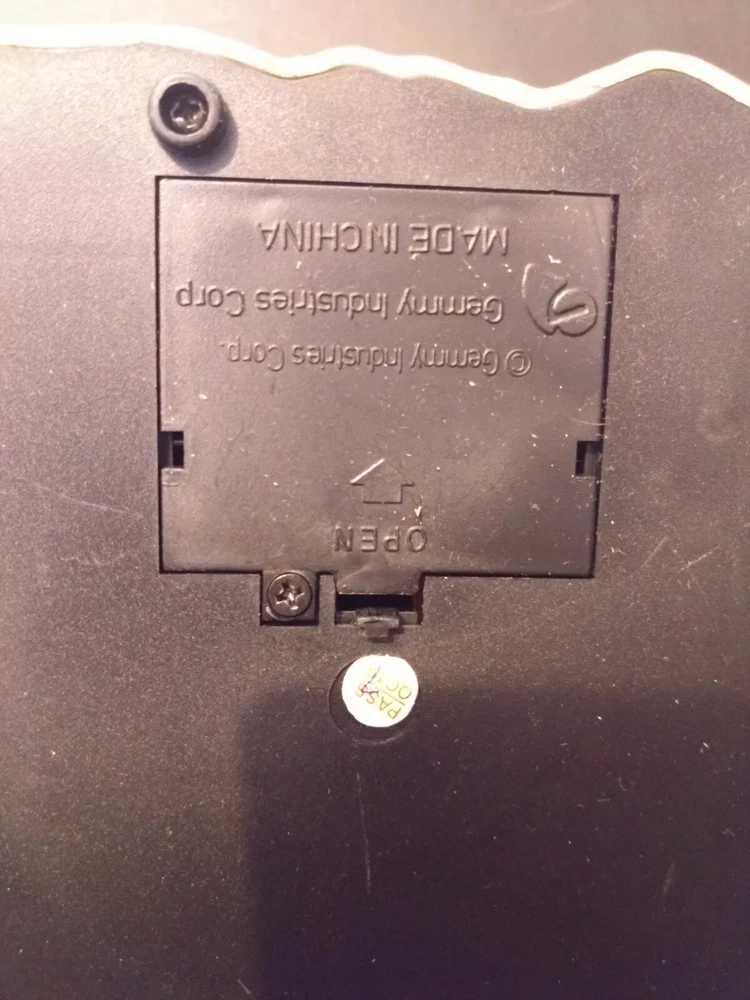 MADE IN CHINA
Gemmy Industries Corp
© Gemmy Industries Corp.
OPEN
PASS